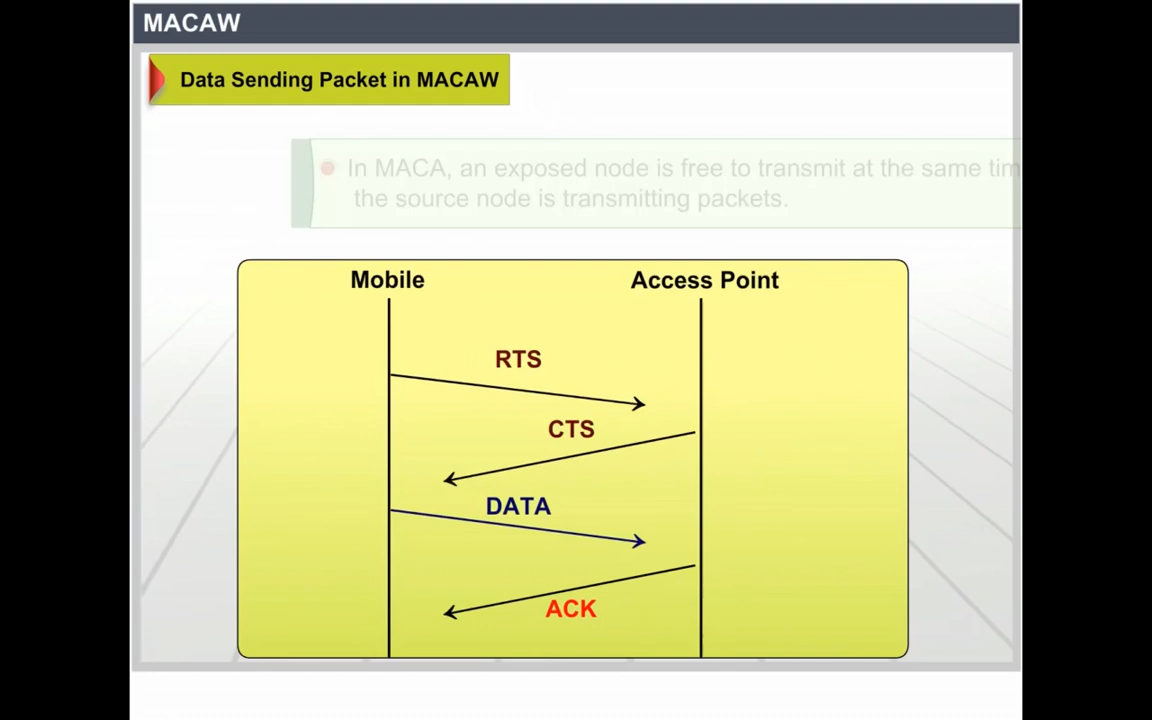 MACAW
Data Sending Packet in MACAW
In MACA, an exposed node is free to transmit at the same
the source node is transmitting packets.
Mobile
Access Point
RTS
CTS
DATA
ACK